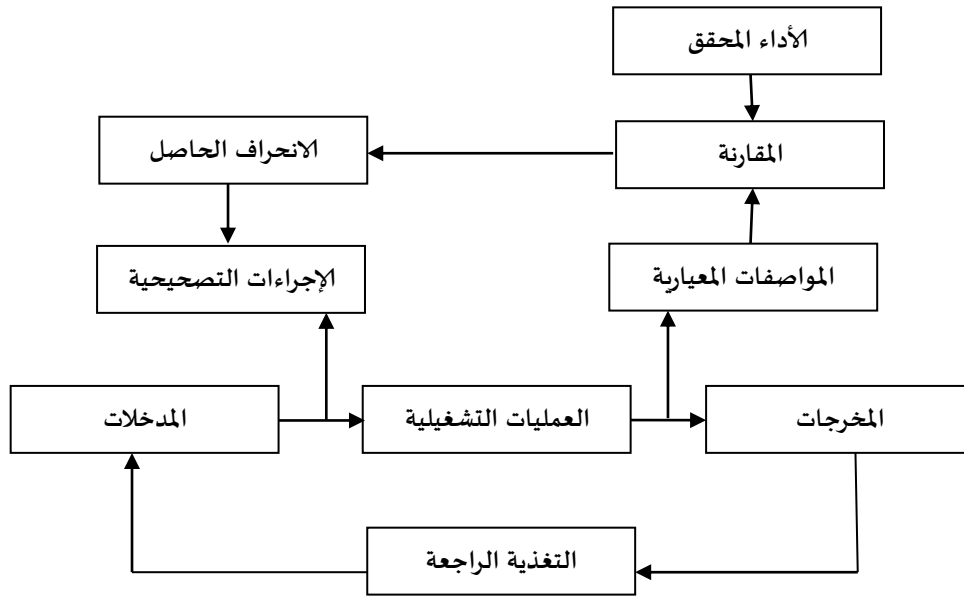 الأداء المحقق
المقارنة
الانحراف الحاصل
المواصفات المعيارية
الإجراءات التصحيحية
المخرجات
العمليات التشغيلية
المدخلات
التغذية الراجعة